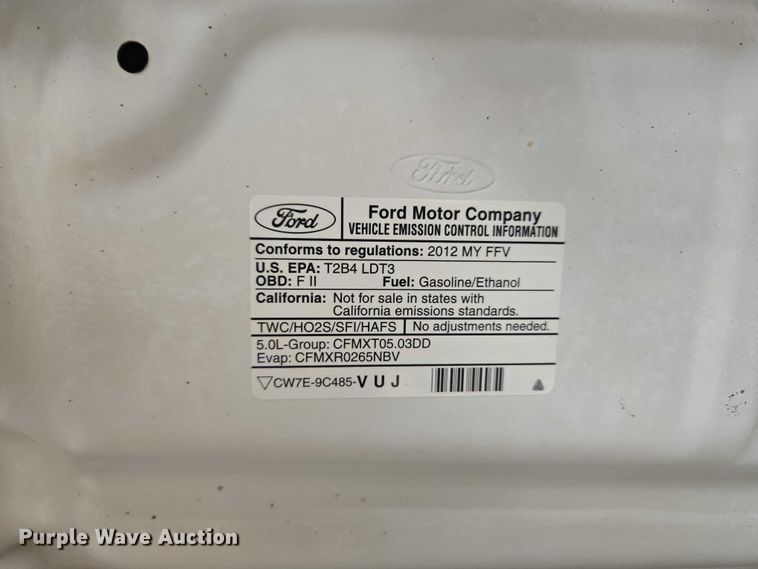 Ford
Ford
Ford Motor Company
VEHICLE EMISSION CONTROL INFORMATION
Conforms to regulations: 2012 MY FFV
U.S. EPA: T2B4 LDT3
OBD: F II Fuel: Gasoline/Ethanol
California: Not for sale in states with
California emissions standards.
TWC/HO2S/SFI/HAFS No adjustments needed.
5.0L-Group: CFMXT05.03DD
Evap: CFMXR0265NBV
CW7E-9C485-VUJ
Purple Wave Auction